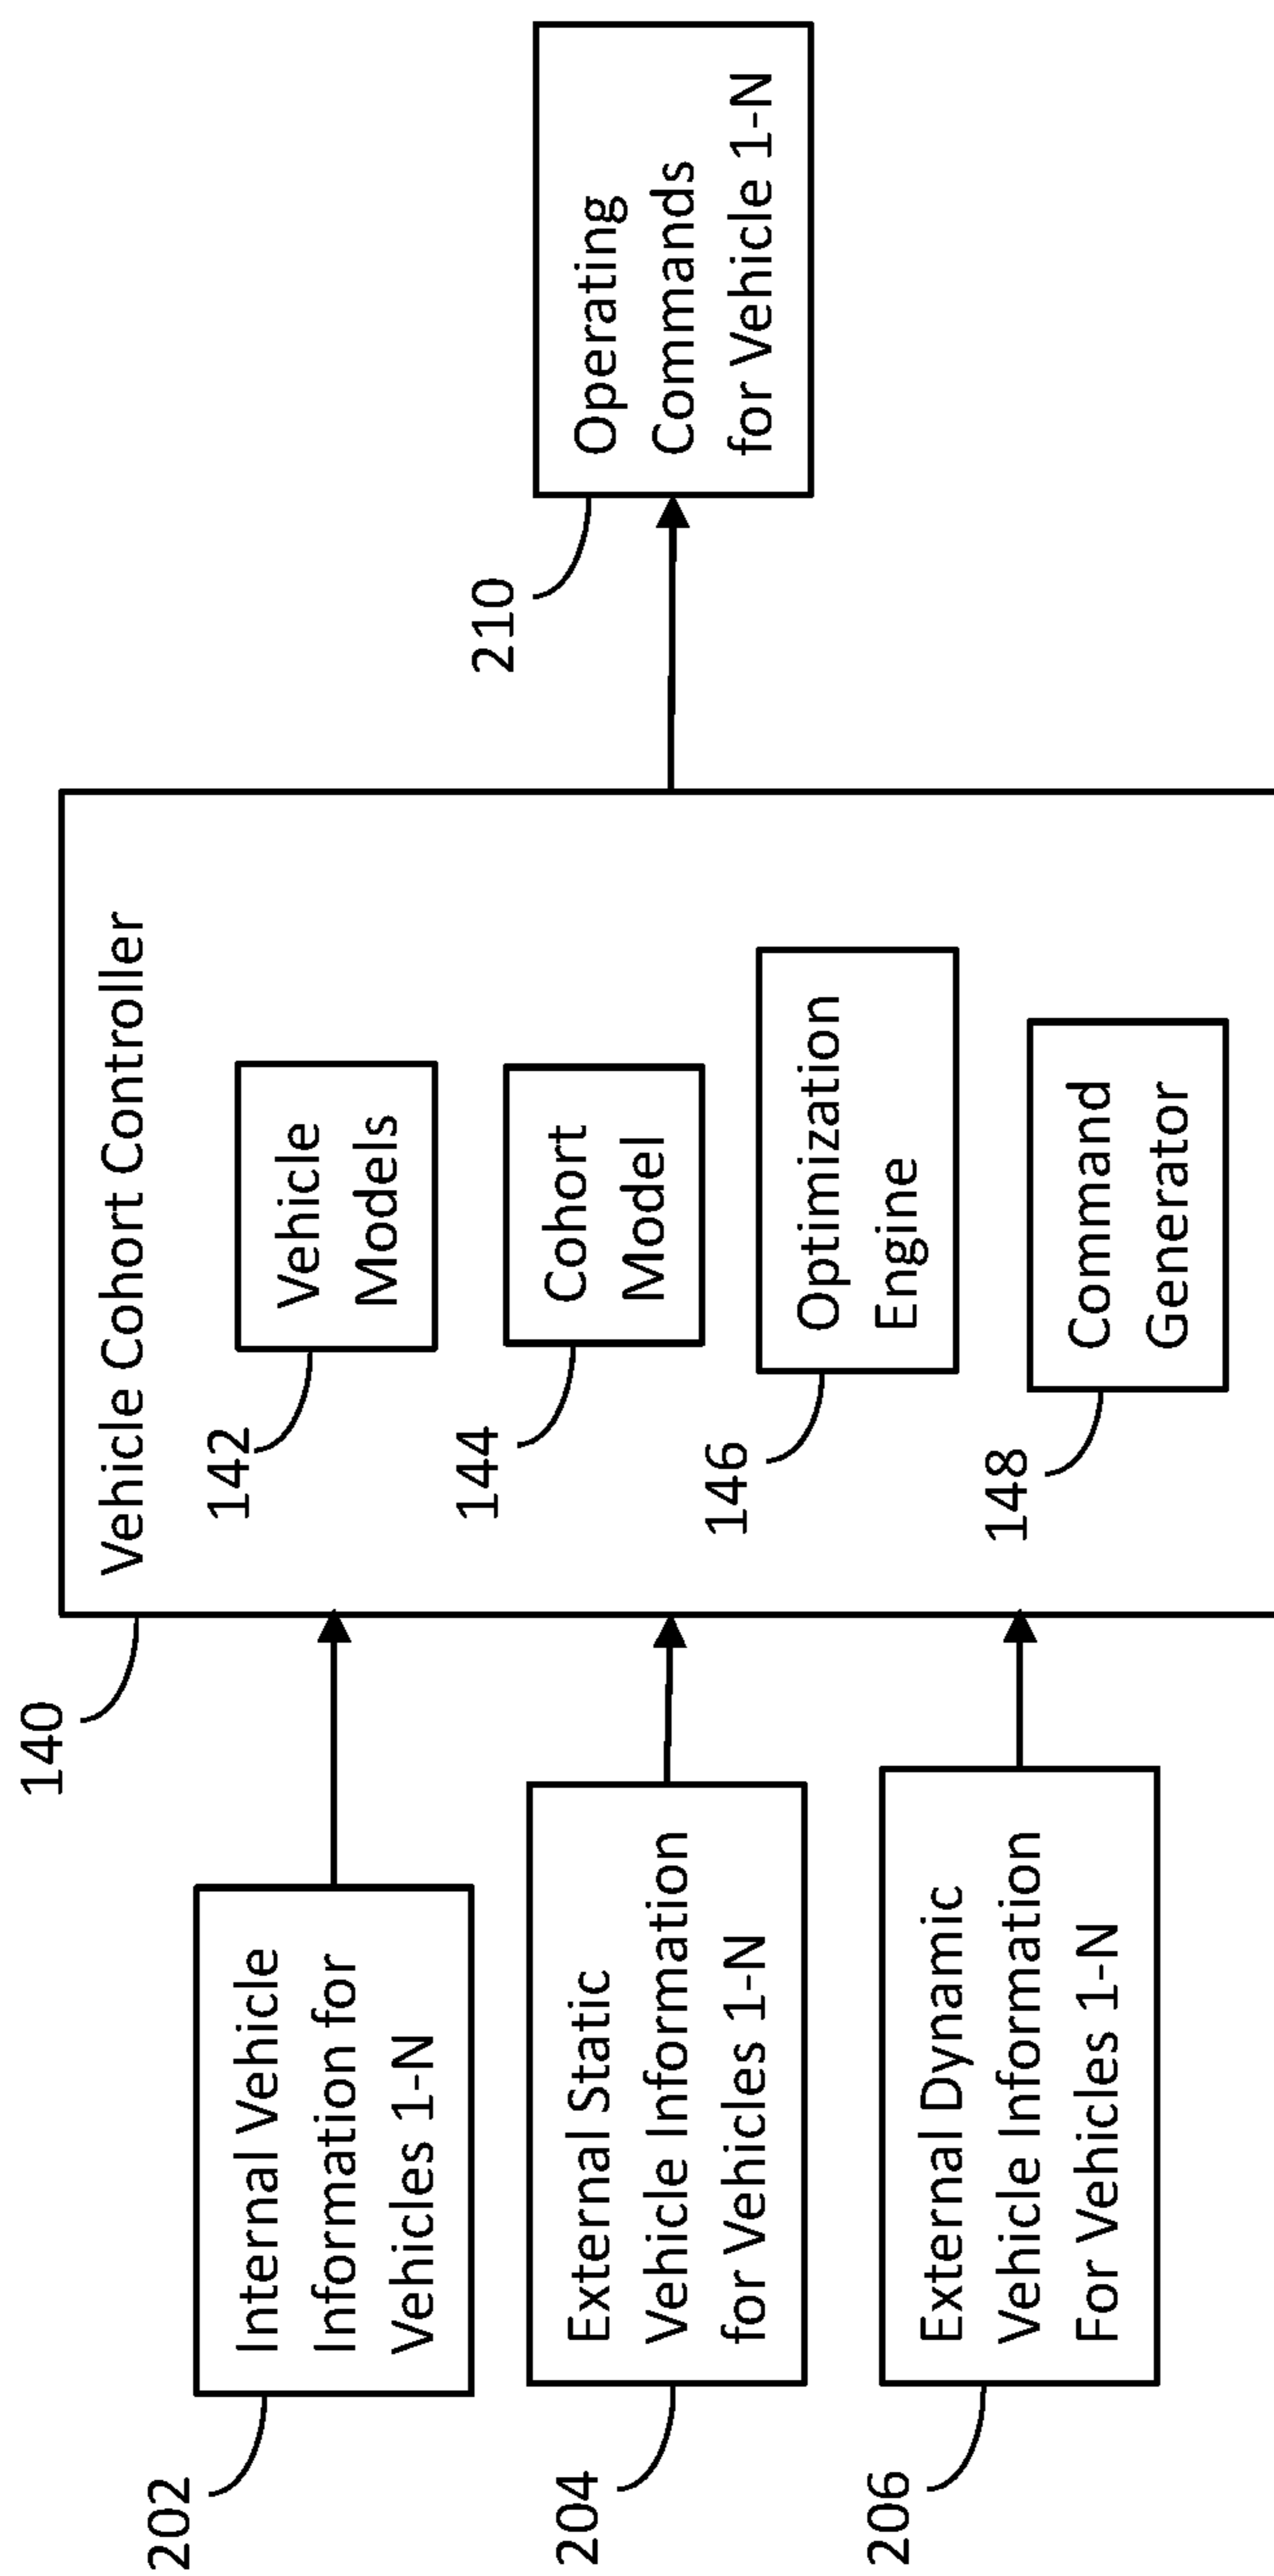 140
Vehicle Cohort Controller
202
Internal Vehicle
Information for
Vehicles 1-N
204
External Static
Vehicle Information
for Vehicles 1-N
206
External Dynamic
Vehicle Information
For Vehicles 1-N
142
Vehicle
Models
144
Cohort
Model
146
Optimization
Engine
148
Command
Generator
210
Operating
Commands
for Vehicle 1-N